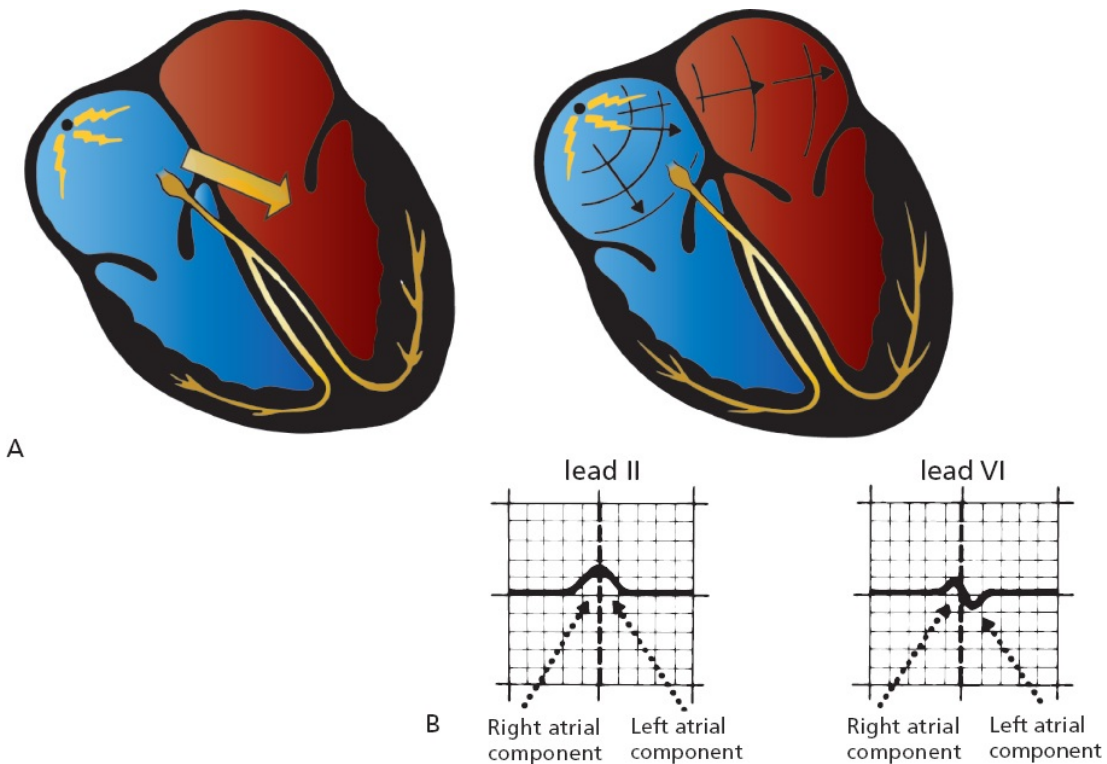 A
lead II
lead VI
B
Right atrial
component
Left atrial
component
Right atrial
component
Left atrial
component